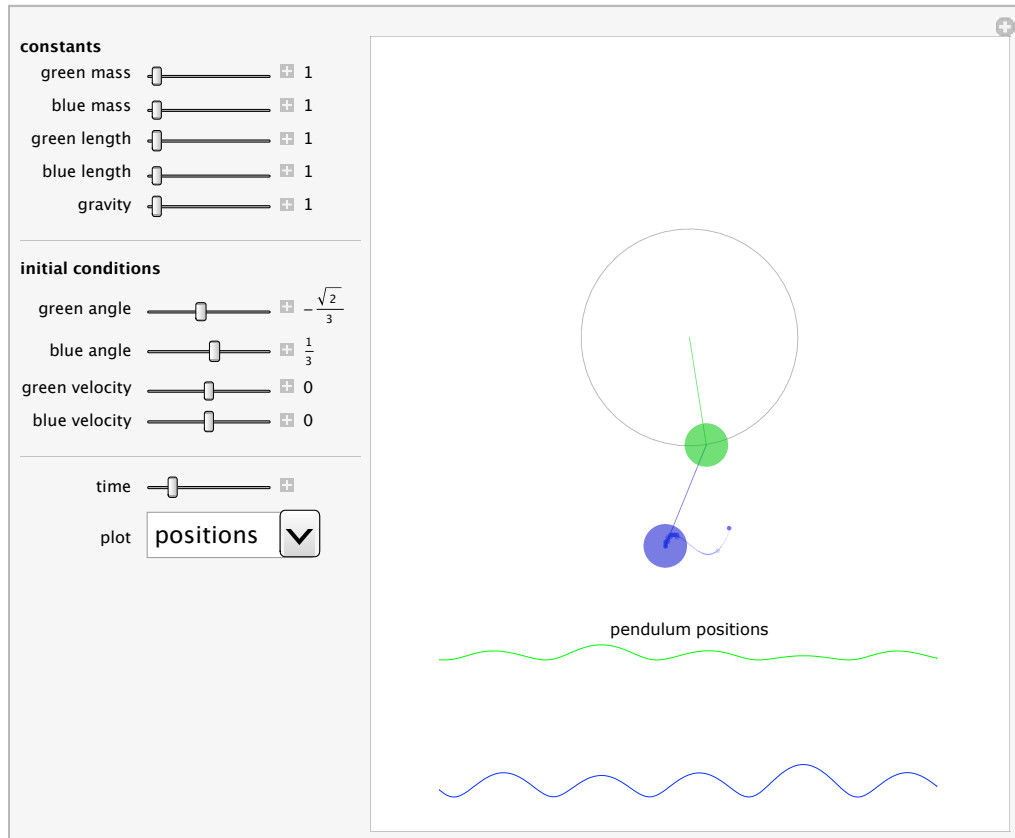 constants
green mass 1
blue mass 1
green length 1
blue length 1
gravity 1
initial conditions
green angle -√2/3
blue angle 1/3
green velocity 0
blue velocity 0
time
plot positions
pendulum positions